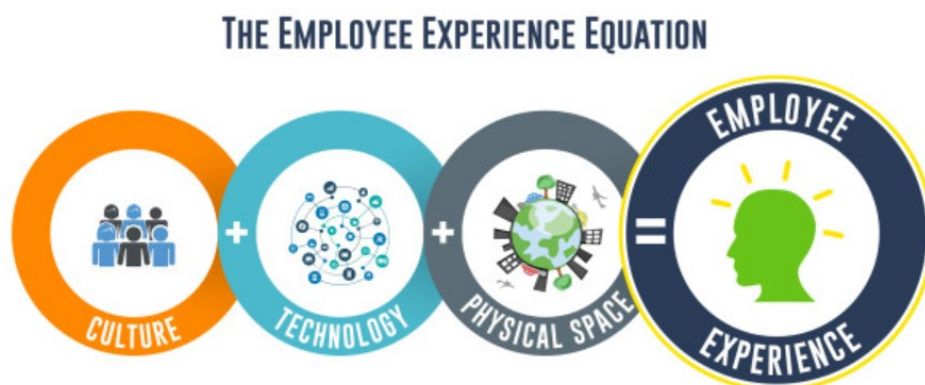 THE EMPLOYEE EXPERIENCE EQUATION
CULTURE
+
TECHNOLOGY
+
PHYSICAL SPACE
=
EMPLOYEE
EXPERIENCE